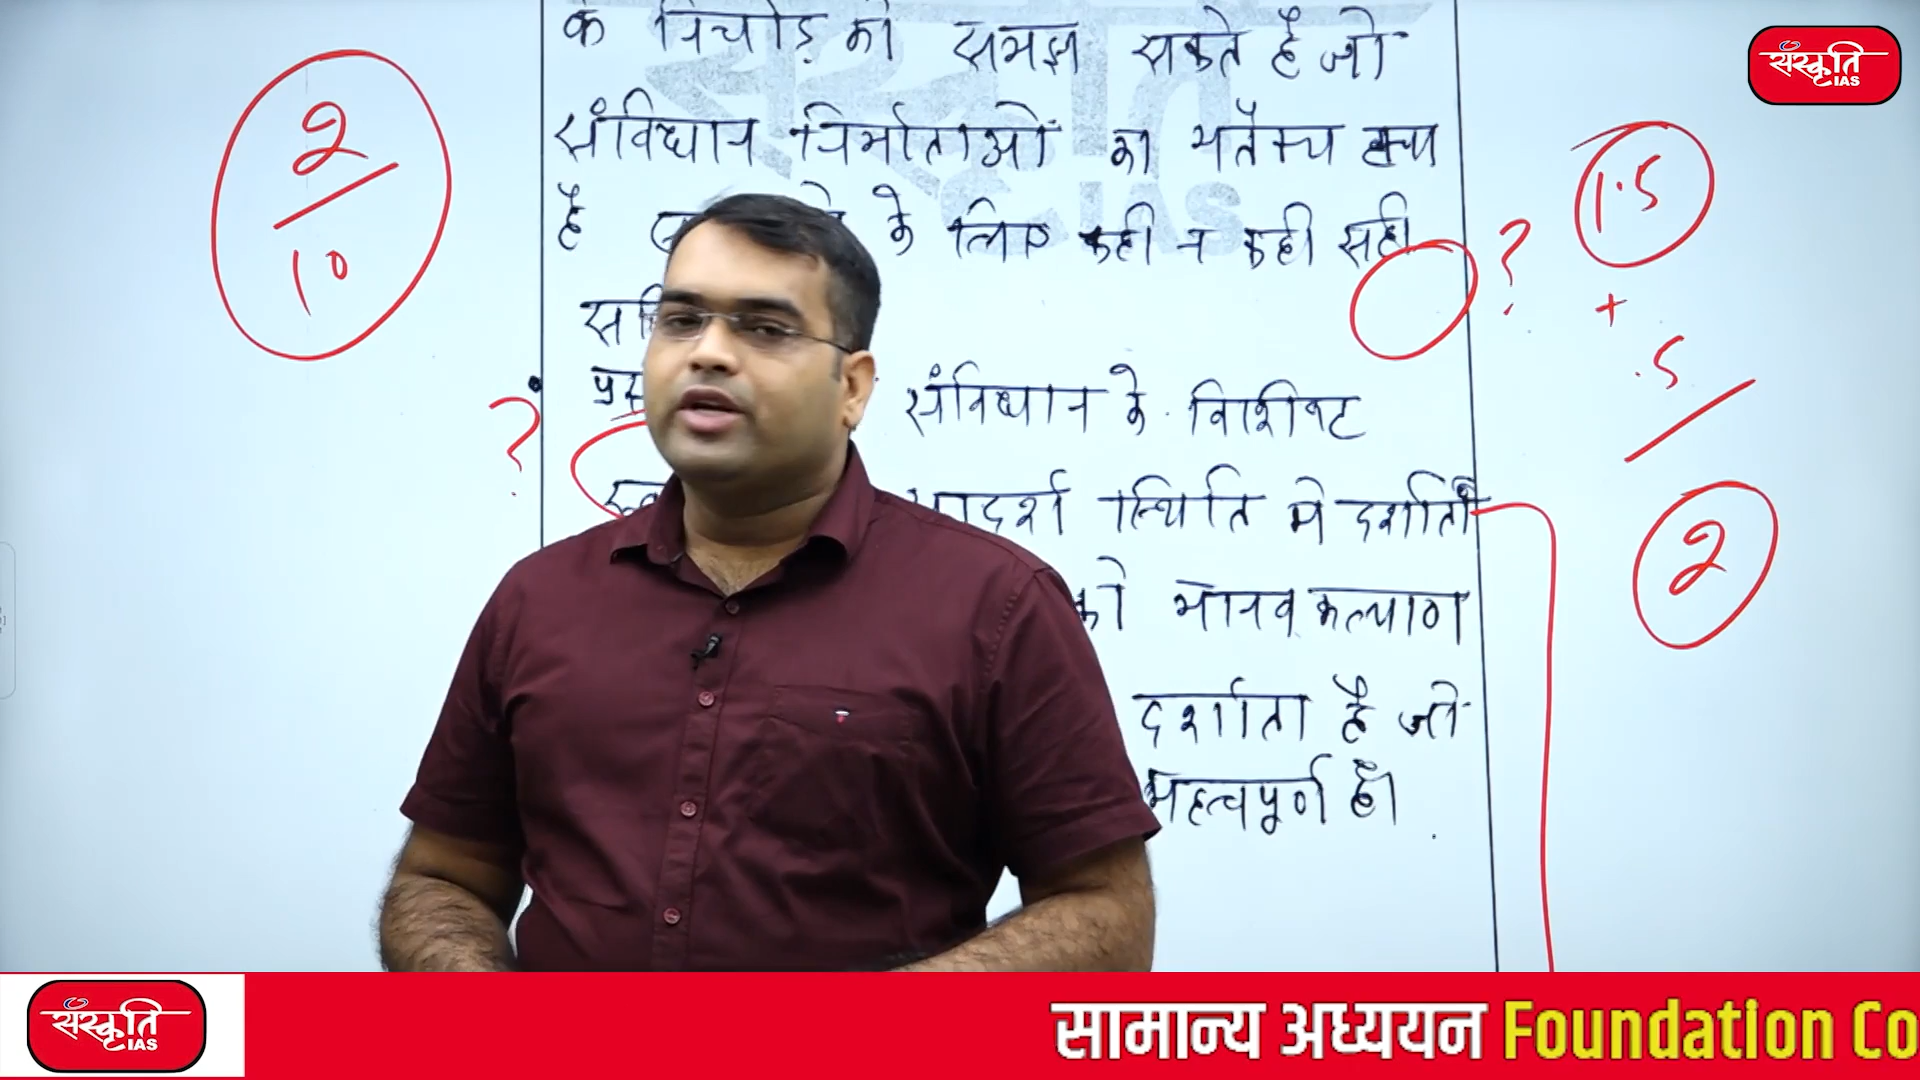 के निचोड़ को समझ सकते हैं जो
संविधान निर्माताओं का मतैम्य क्या
है के लिए कही न कही सही
संविधान के विशिष्ट
आदर्श स्थिति मे दर्शाती
को मानव कल्याण
दर्शाता है जो
महत्वपूर्ण है।
2
10
?
?
1.5
+
.5
2
संस्कृति
IAS
संस्कृति
IAS
सामान्य अध्ययन Foundation Co